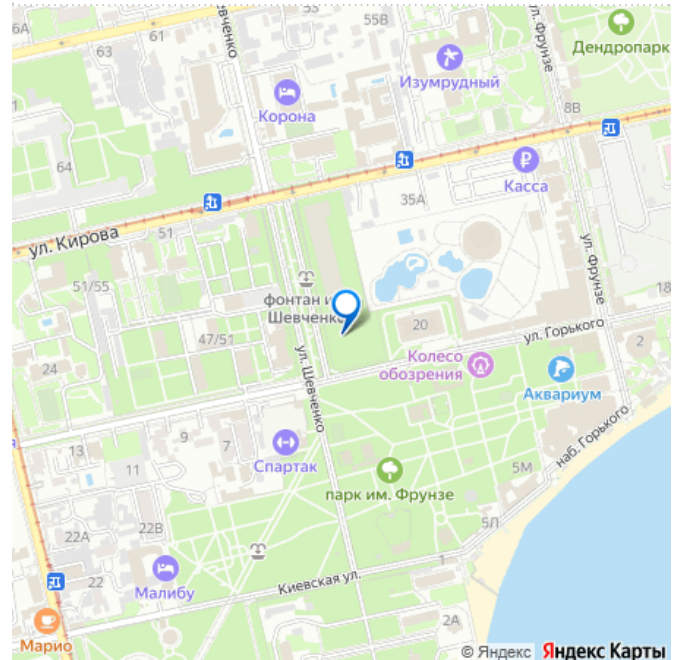 6А
63
53
55В
ул. Фрунзе
Дендропарк
Шевченко
Изумрудный
Корона
8В
64
Касса
35А
ул. Кирова
51
51/55
фонтан и
Шевченко
ул. Фрунзе
18
47/51
20
ул. Горького
24
ул. Шевченко
Колесо
обозрения
2
Аквариум
9
7
13
11
Спартак
наб. Горького
5М
парк им. Фрунзе
22В
22А
5Л
22
Малибу
Киевская ул.
1
2А
Марио
© Яндекс Яндекс Карты